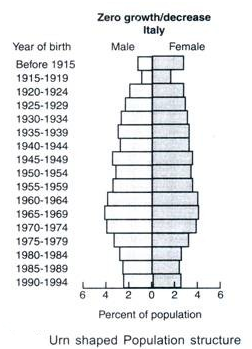 Zero growth/decrease
Italy
Year of birth Male Female
Before 1915
1915-1919
1920-1924
1925-1929
1930-1934
1935-1939
1940-1944
1945-1949
1950-1954
1955-1959
1960-1964
1965-1969
1970-1974
1975-1979
1980-1984
1985-1989
1990-1994
6 4 2 0 2 4 6
Percent of population
Urn shaped Population structure